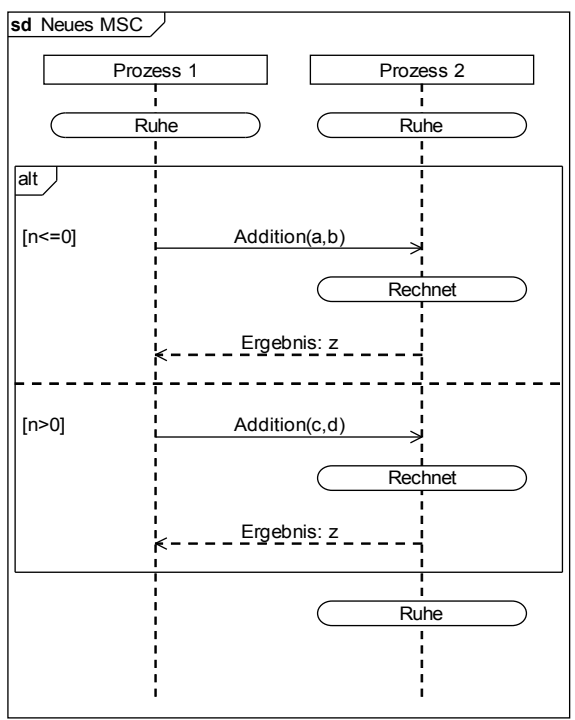 sd Neues MSC
Prozess 1
Prozess 2
Ruhe
Ruhe
alt
[n<=0]
Addition(a,b)
Rechnet
Ergebnis: z
[n>0]
Addition(c,d)
Rechnet
Ergebnis: z
Ruhe